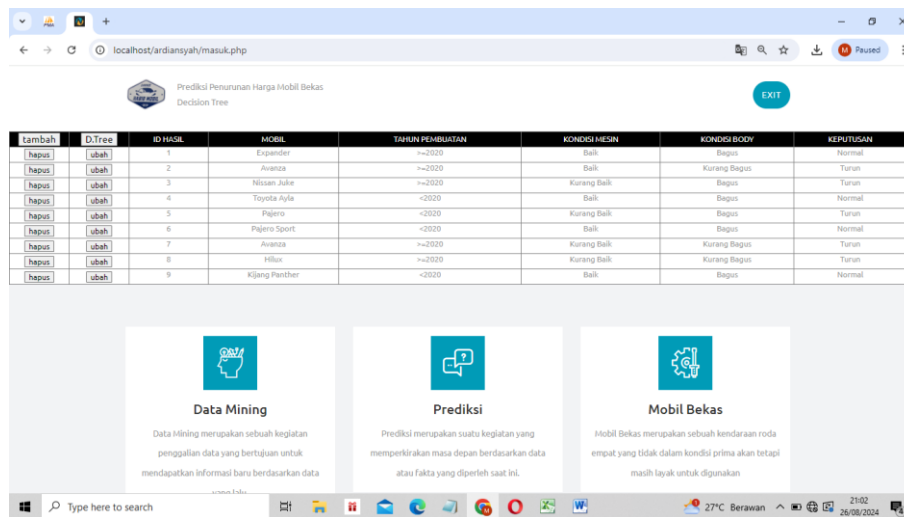 localhost/ardiansyah/masuk.php
M Paused
Prediksi Penurunan Harga Mobil Bekas
Decision Tree
EXIT
tambah D.Tree ID HASIL MOBIL TAHUN PEMBUATAN KONDISI MESIN KONDISI BODY KEPUTUSAN
hapus ubah 1 Expander >=2020 Baik Bagus Normal
hapus ubah 2 Avanza >=2020 Baik Kurang Bagus Turun
hapus ubah 3 Nissan Juke >=2020 Kurang Baik Bagus Turun
hapus ubah 4 Toyota Ayla <2020 Baik Bagus Normal
hapus ubah 5 Pajero <2020 Kurang Baik Bagus Turun
hapus ubah 6 Pajero Sport <2020 Baik Bagus Normal
hapus ubah 7 Avanza >=2020 Kurang Baik Kurang Bagus Turun
hapus ubah 8 Hilux >=2020 Kurang Baik Kurang Bagus Turun
hapus ubah 9 Kijang Panther <2020 Baik Bagus Normal
Data Mining
Data Mining merupakan sebuah kegiatan
penggalian data yang bertujuan untuk
mendapatkan informasi baru berdasarkan data
yang lalu
Prediksi
Prediksi merupakan suatu kegiatan yang
memperkirakan masa depan berdasarkan data
atau fakta yang diperleh saat ini.
Mobil Bekas
Mobil Bekas merupakan sebuah kendaraan roda
empat yang tidak dalam kondisi prima akan tetapi
masih layak untuk digunakan
Type here to search
27°C Berawan
21:02
26/08/2024